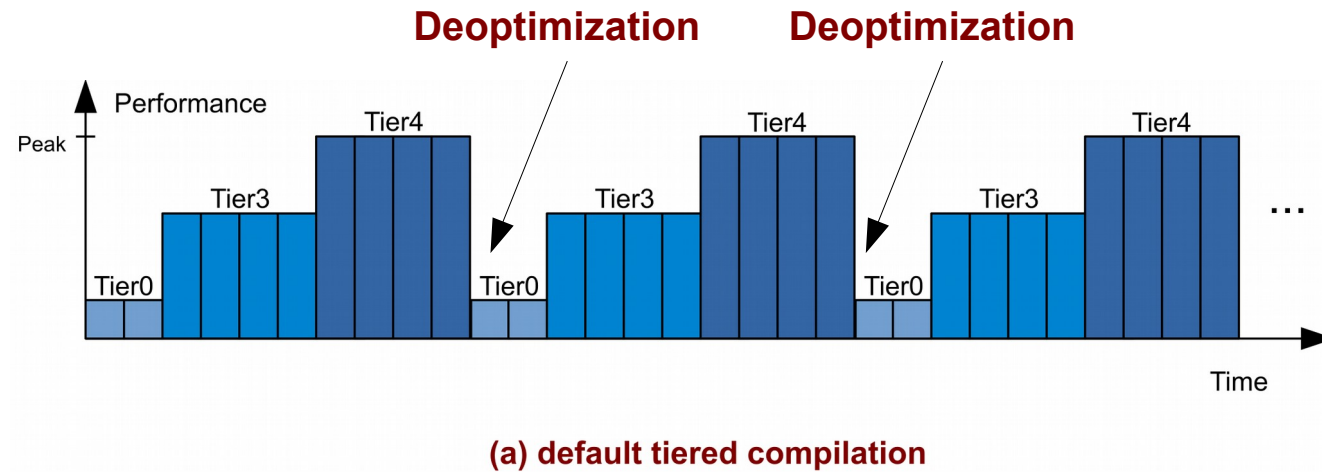 Deoptimization Deoptimization
Performance
Peak
Tier4 Tier4 Tier4
Tier3 Tier3 Tier3
...
Tier0 Tier0 Tier0
Time
(a) default tiered compilation